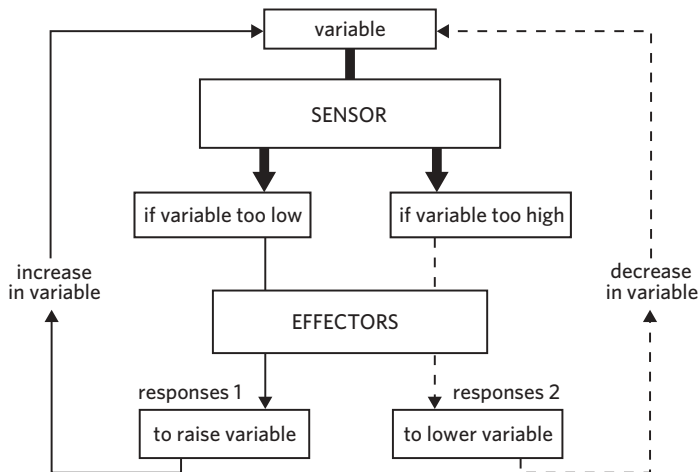 variable
SENSOR
if variable too low
if variable too high
increase
in variable
decrease
in variable
EFFECTORS
responses 1
responses 2
to raise variable
to lower variable